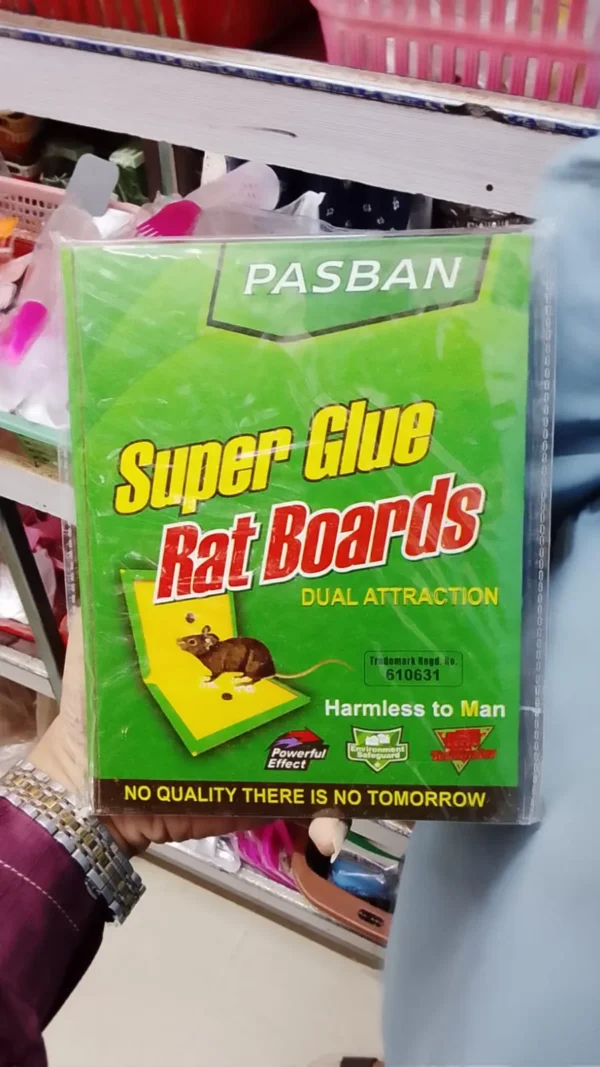 PASBAN
Super Glue
Rat Boards
DUAL ATTRACTION
Trademark Regd. No.
610631
Harmless to Man
Powerful
Effect
Environment
Safeguard
NO QUALITY THERE IS NO TOMORROW